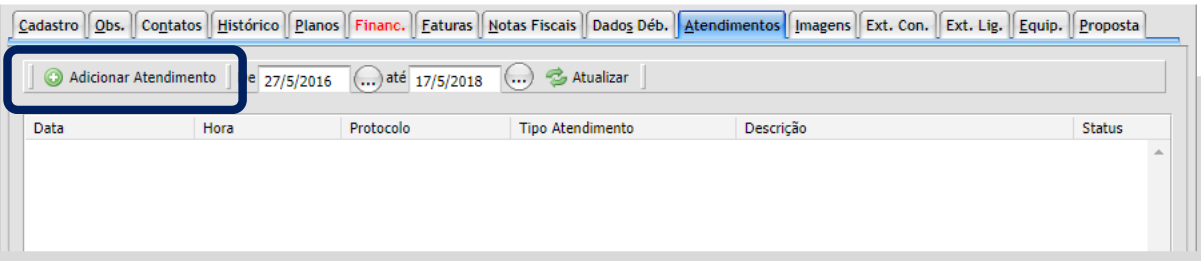 Cadastro Obs. Contatos Histórico Planos Financ. Faturas Notas Fiscais Dados Déb. Atendimentos Imagens Ext. Con. Ext. Lig. Equip. Proposta
Adicionar Atendimento e 27/5/2016 ... até 17/5/2018 ... Atualizar
Data Hora Protocolo Tipo Atendimento Descrição Status